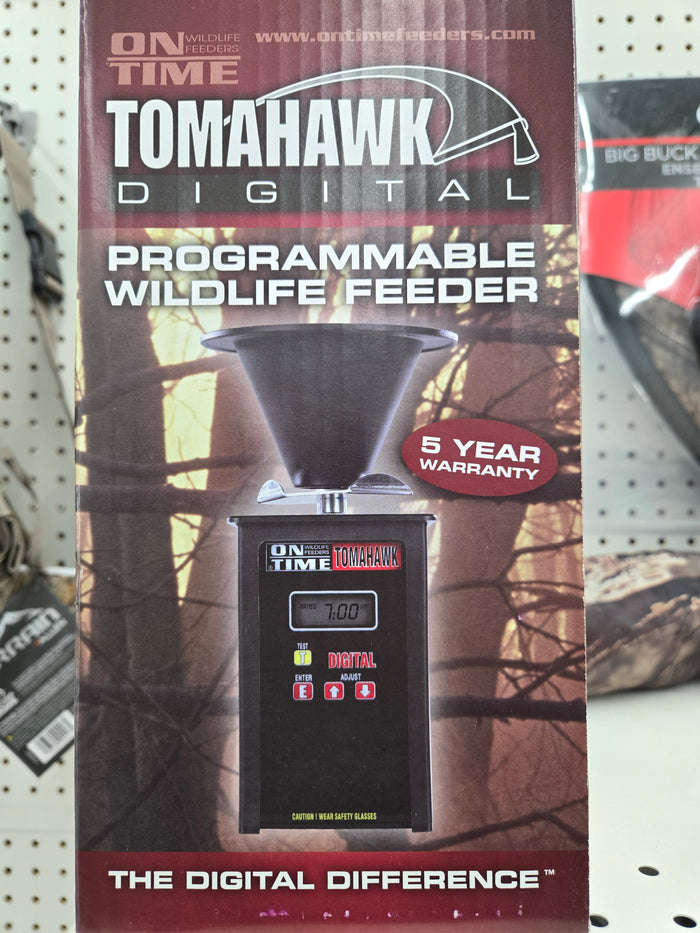 ON WILDLIFE FEEDERS
TIME
www.ontimefeeders.com
TOMAHAWK
DIGITAL
PROGRAMMABLE
WILDLIFE FEEDER
5 YEAR
WARRANTY
ON WILDLIFE FEEDERS
TIME
TOMAHAWK
7:00
TEST
T
DIGITAL
ENTER
ADJUST
E
CAUTION ! WEAR SAFETY GLASSES
THE DIGITAL DIFFERENCE™
BIG BUCK